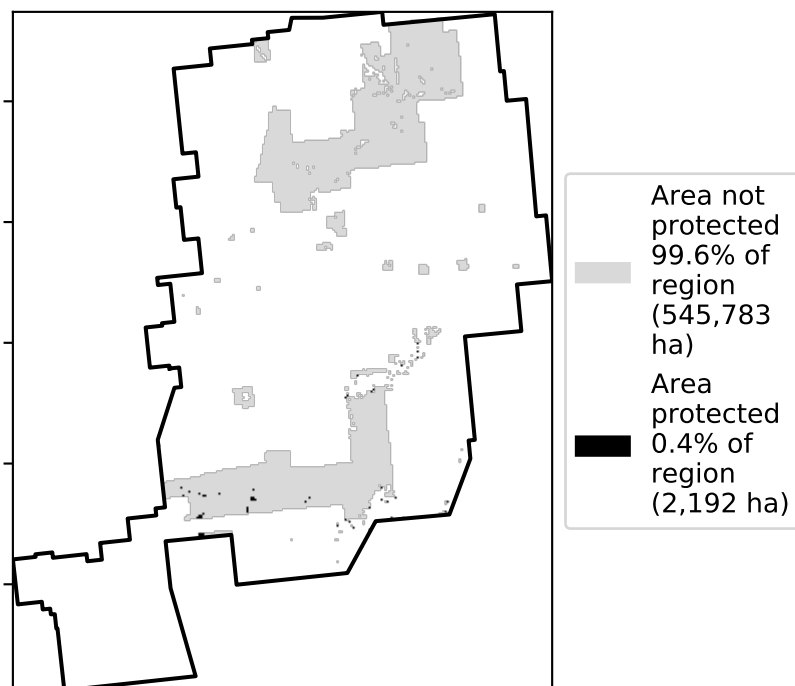 Area not
protected
99.6% of
region
(545,783
ha)
Area
protected
0.4% of
region
(2,192 ha)